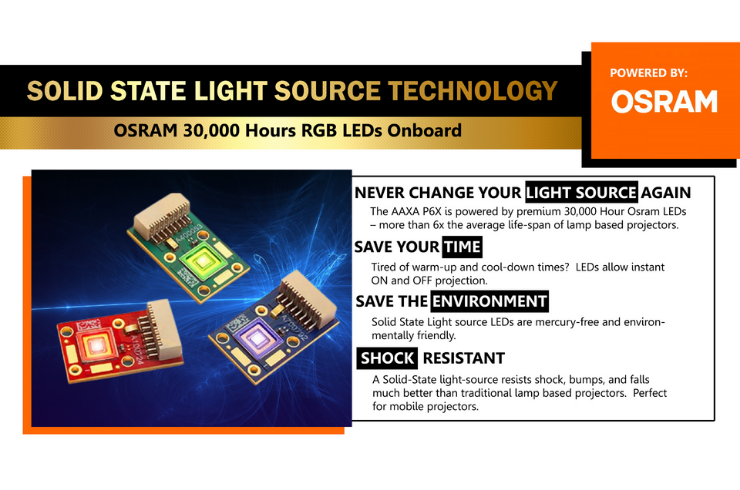 SOLID STATE LIGHT SOURCE TECHNOLOGY
OSRAM 30,000 Hours RGB LEDs Onboard
POWERED BY:
OSRAM
NEVER CHANGE YOUR LIGHT SOURCE AGAIN
The AAXA P6X is powered by premium 30,000 Hour Osram LEDs
– more than 6x the average life-span of lamp based projectors.
SAVE YOUR TIME
Tired of warm-up and cool-down times? LEDs allow instant
ON and OFF projection.
SAVE THE ENVIRONMENT
Solid State Light source LEDs are mercury-free and environ-
mentally friendly.
SHOCK RESISTANT
A Solid-State light-source resists shock, bumps, and falls
much better than traditional lamp based projectors. Perfect
for mobile projectors.